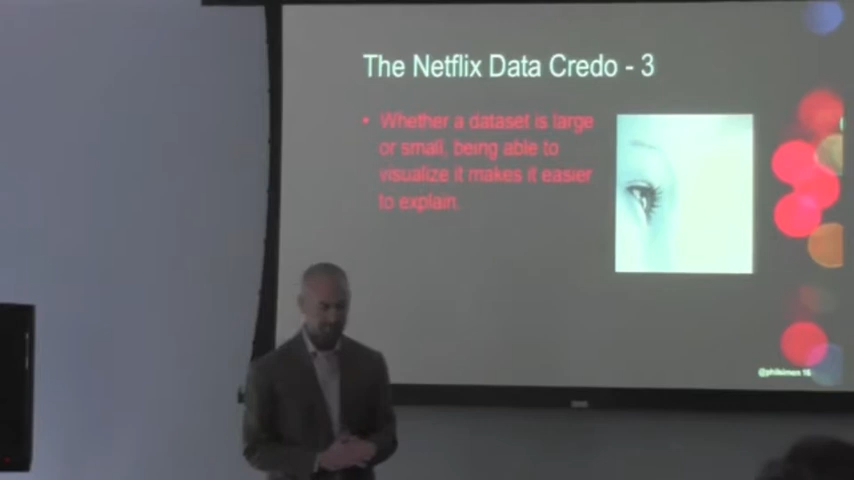 The Netflix Data Credo - 3
• Whether a dataset is large
or small, being able to
visualize it makes it easier
to explain.
@philsimon 16